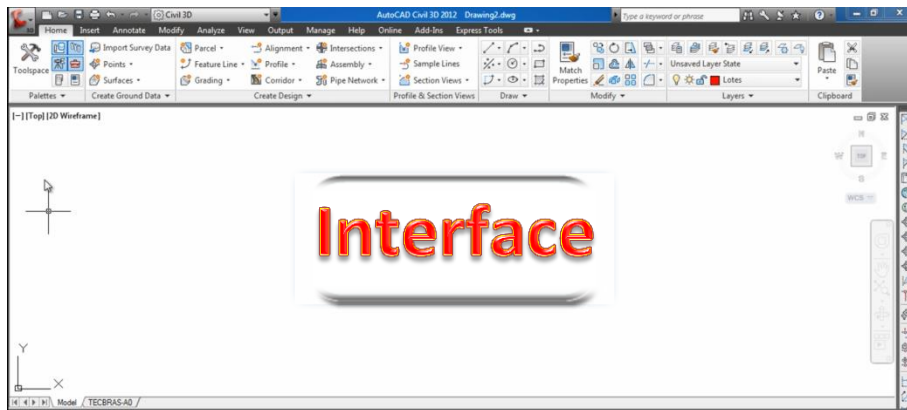 Civil 3D
AutoCAD Civil 3D 2012 Drawing2.dwg
Type a keyword or phrase
Home Insert Annotate Modify Analyze View Output Manage Help Online Add-Ins Express Tools
Import Survey Data Parcel Alignment Intersections Profile View
Points Feature Line Profile Assembly Sample Lines Unsaved Layer State
Toolspace Match Paste
Surfaces Grading Corridor Pipe Network Section Views Properties Lotes
Palettes Create Ground Data Create Design Profile & Section Views Draw Modify Layers Clipboard
[−][Top][2D Wireframe]
N
W TOP E
S
WCS
Interface
Y
X
Model TECBRAS-A0